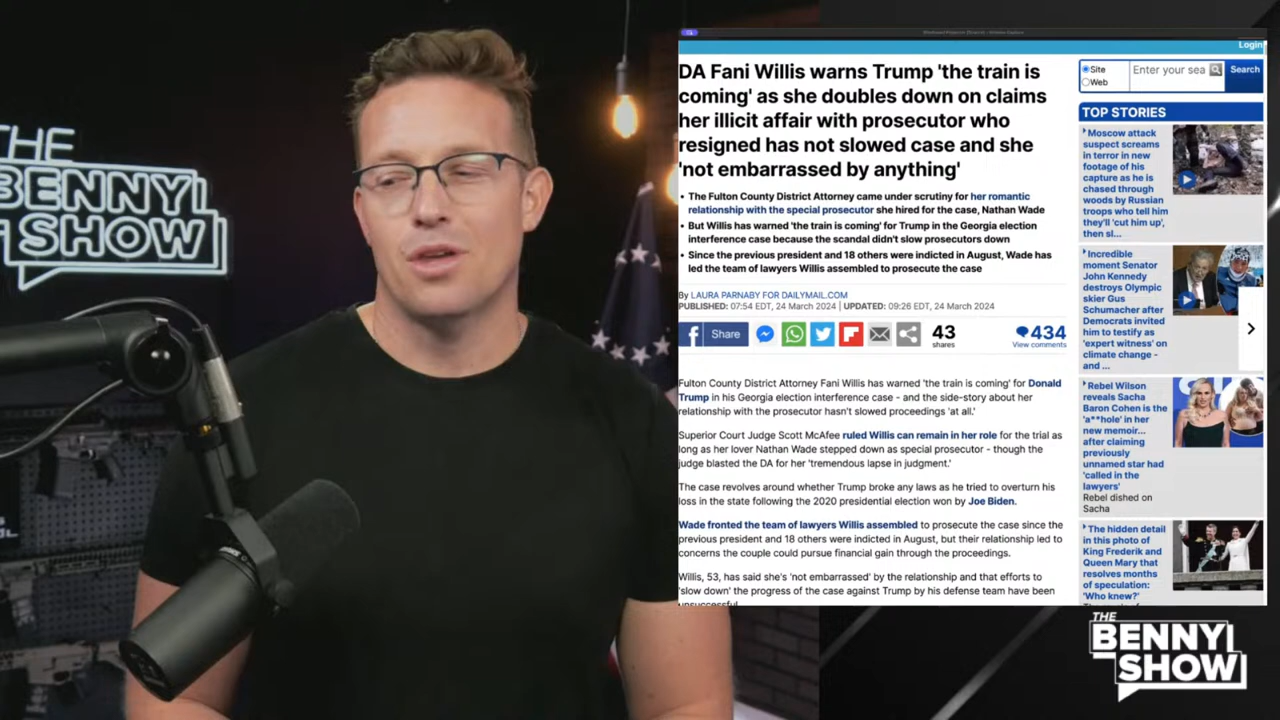 THE
BENNY
SHOW
Login
DA Fani Willis warns Trump 'the train is
coming' as she doubles down on claims
her illicit affair with prosecutor who
resigned has not slowed case and she
'not embarrassed by anything'
• The Fulton County District Attorney came under scrutiny for her romantic
relationship with the special prosecutor she hired for the case, Nathan Wade
• But Willis has warned 'the train is coming' for Trump in the Georgia election
interference case because the scandal didn't slow prosecutors down
• Since the previous president and 18 others were indicted in August, Wade has
led the team of lawyers Willis assembled to prosecute the case
By LAURA PARNABY FOR DAILYMAIL.COM
PUBLISHED: 07:54 EDT, 24 March 2024 | UPDATED: 09:26 EDT, 24 March 2024
Share
43
shares
434
View comments
Fulton County District Attorney Fani Willis has warned 'the train is coming' for Donald
Trump in his Georgia election interference case - and the side-story about her
relationship with the prosecutor hasn't slowed proceedings 'at all.'
Superior Court Judge Scott McAfee ruled Willis can remain in her role for the trial as
long as her lover Nathan Wade stepped down as special prosecutor - though the
judge blasted the DA for her 'tremendous lapse in judgment.'
The case revolves around whether Trump broke any laws as he tried to overturn his
loss in the state following the 2020 presidential election won by Joe Biden.
Wade fronted the team of lawyers Willis assembled to prosecute the case since the
previous president and 18 others were indicted in August, but their relationship led to
concerns the couple could pursue financial gain through the proceedings.
Willis, 53, has said she's 'not embarrassed' by the relationship and that efforts to
'slow down' the progress of the case against Trump by his defense team have been
unsuccessful
Site
Web
Enter your sea
Search
TOP STORIES
Moscow attack
suspect screams
in terror in new
footage of his
capture as he is
chased through
woods by Russian
troops who tell him
they'll 'cut him up',
then sl...
Incredible
moment Senator
John Kennedy
destroys Olympic
skier Gus
Schumacher after
Democrats invited
him to testify as
'expert witness' on
climate change -
and ...
Rebel Wilson
reveals Sacha
Baron Cohen is the
'a**hole' in her
new memoir...
after claiming
previously
unnamed star had
'called in the
lawyers'
Rebel dished on
Sacha
The hidden detail
in this photo of
King Frederik and
Queen Mary that
resolves months
of speculation:
'Who knew?'
THE
BENNY
SHOW